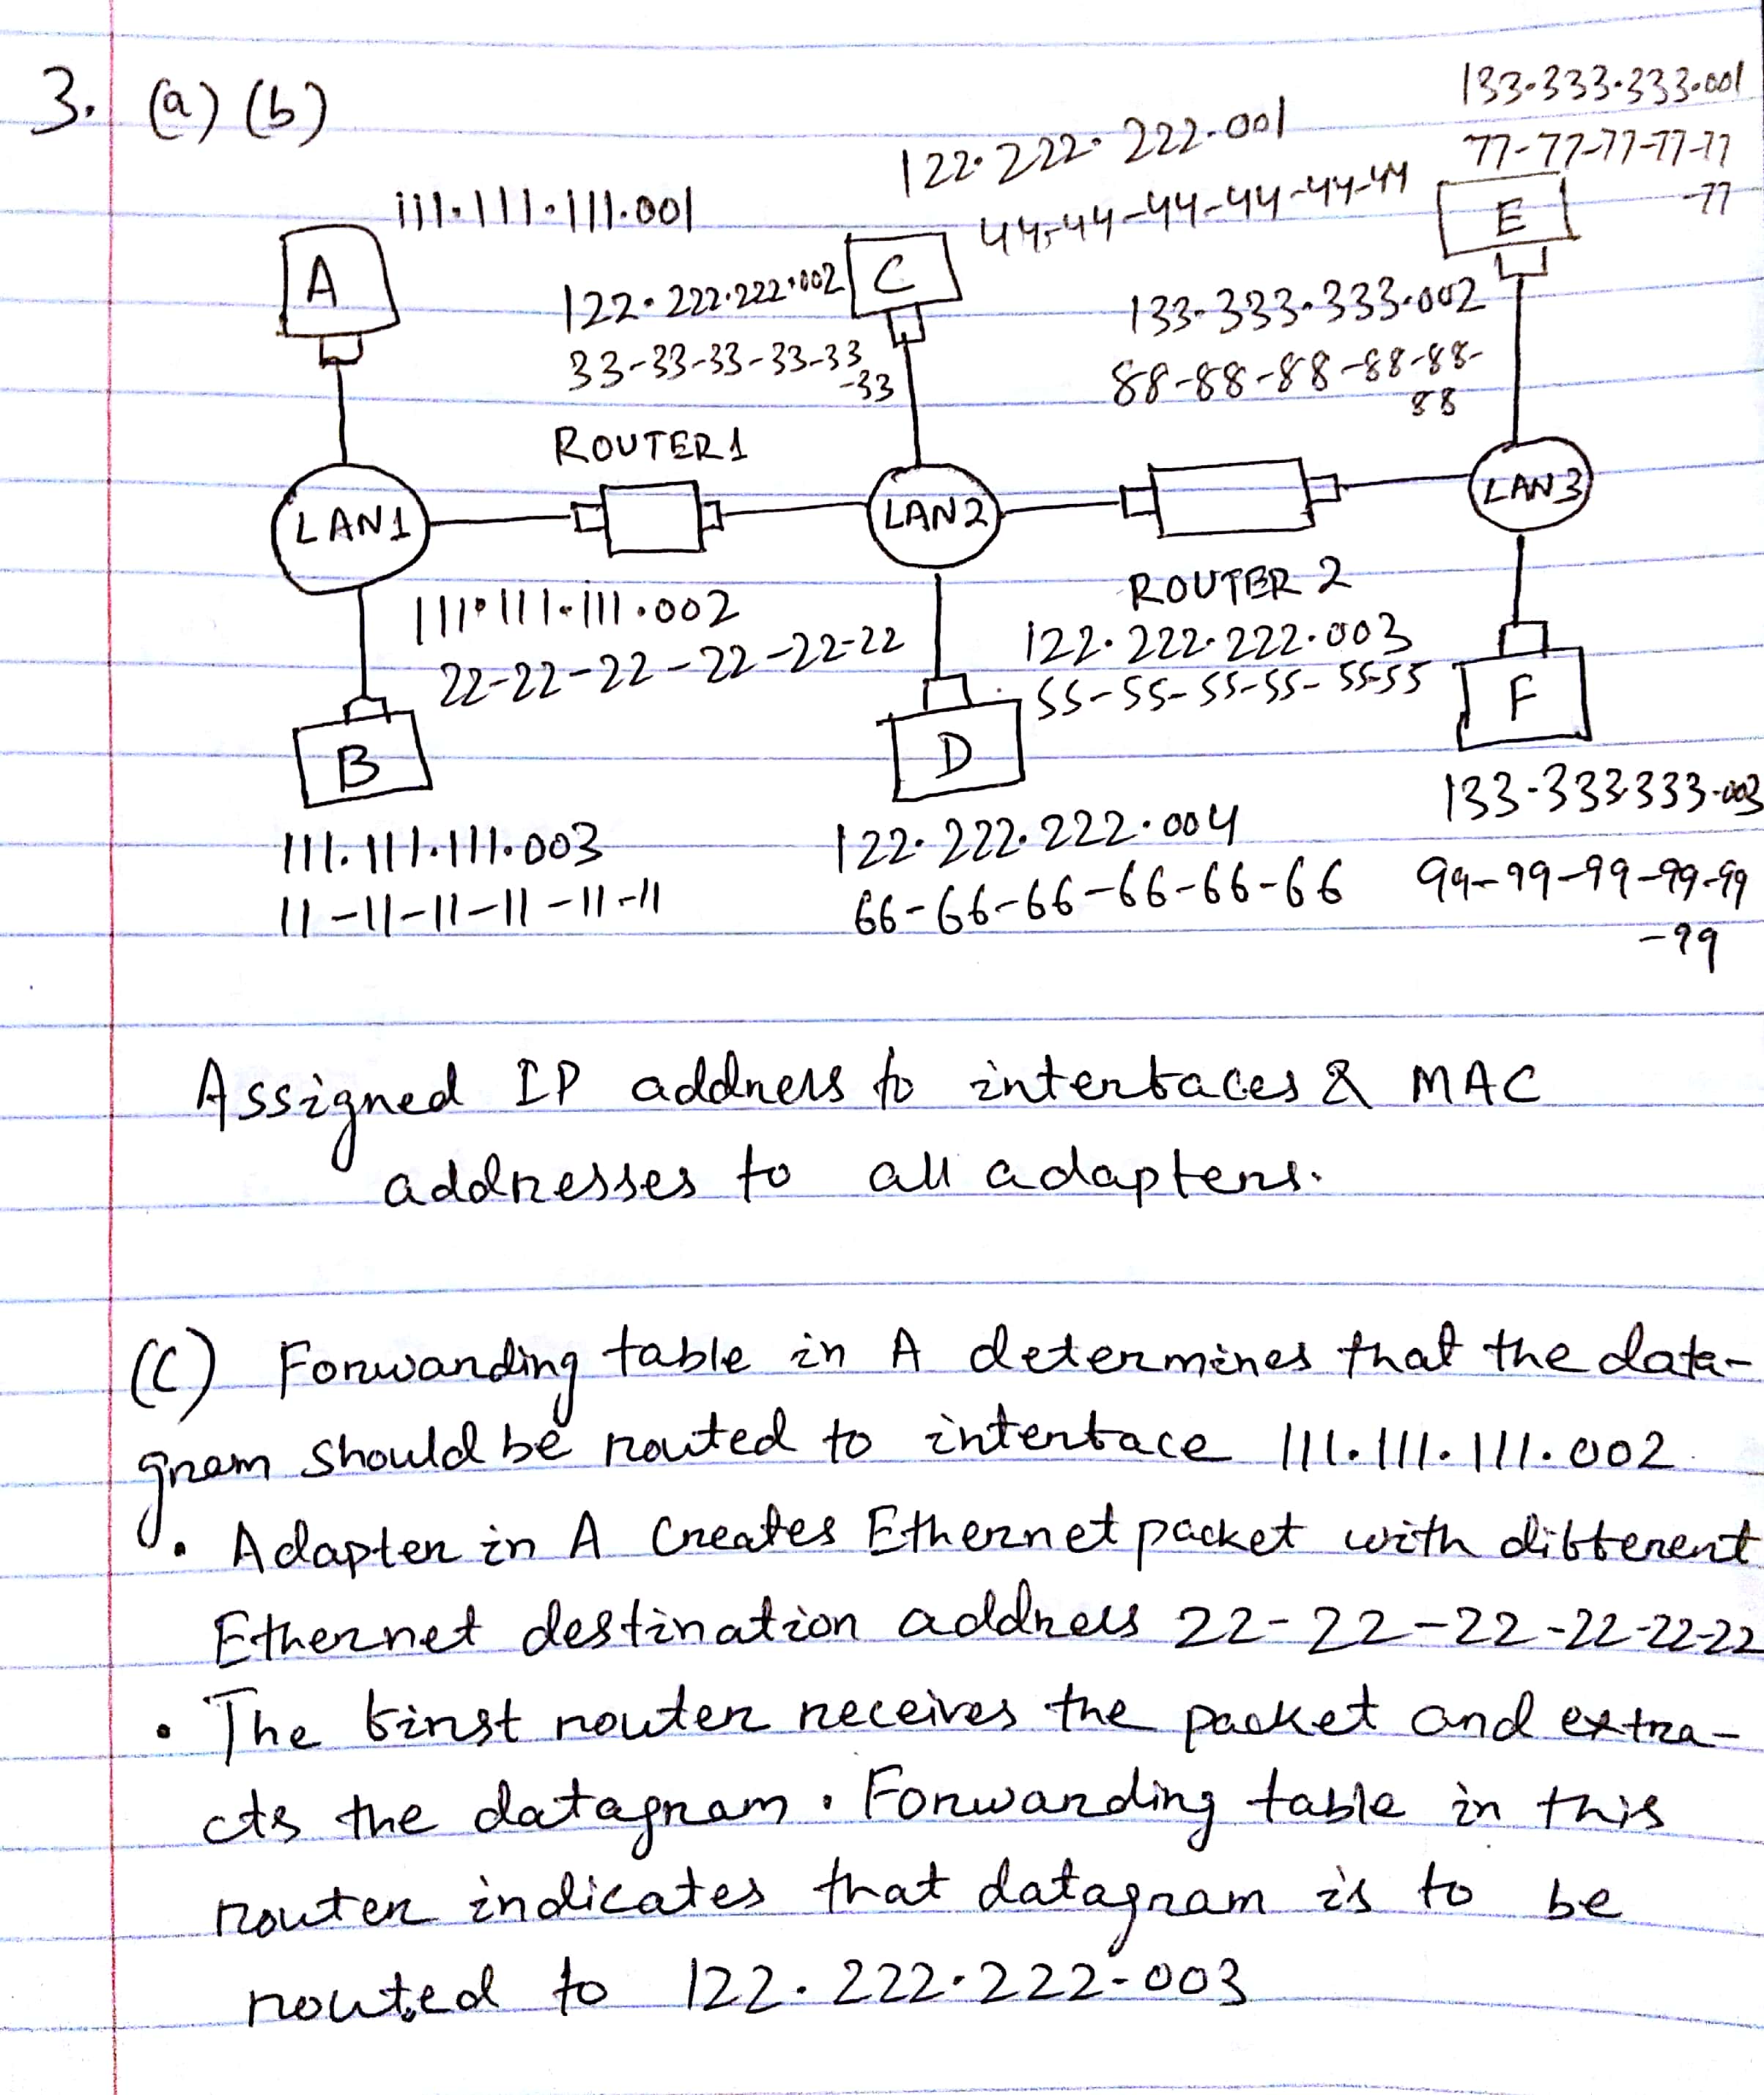 3. (a) (b)
133.333.333.001
77-77-77-77-77
-77
122.222.222.001
44-44-44-44-44-44
111.111.111.001
A
C
E
122.222.222.002
33-33-33-33-33
-33
133.333.333.002
88-88-88-88-88-
88
ROUTER1
LAN1
LAN2
LAN3
ROUTER 2
111.111.111.002
22-22-22-22-22-22
122.222.222.003
55-55-55-55-55-55
B
D
F
111.111.111.003
11-11-11-11-11-11
122.222.222.004
66-66-66-66-66-66
133.333.333.003
99-99-99-99-99
-99
Assigned IP address to interfaces & MAC
addresses to all adapters.
(C) Forwarding table in A determines that the data-
gram should be routed to interface 111.111.111.002
• Adapter in A Creates Ethernet packet with different
Ethernet destination address 22-22-22-22-22-22
• The first router receives the packet and extra-
cts the datagram. Forwarding table in this
router indicates that datagram is to be
routed to 122.222.222.003